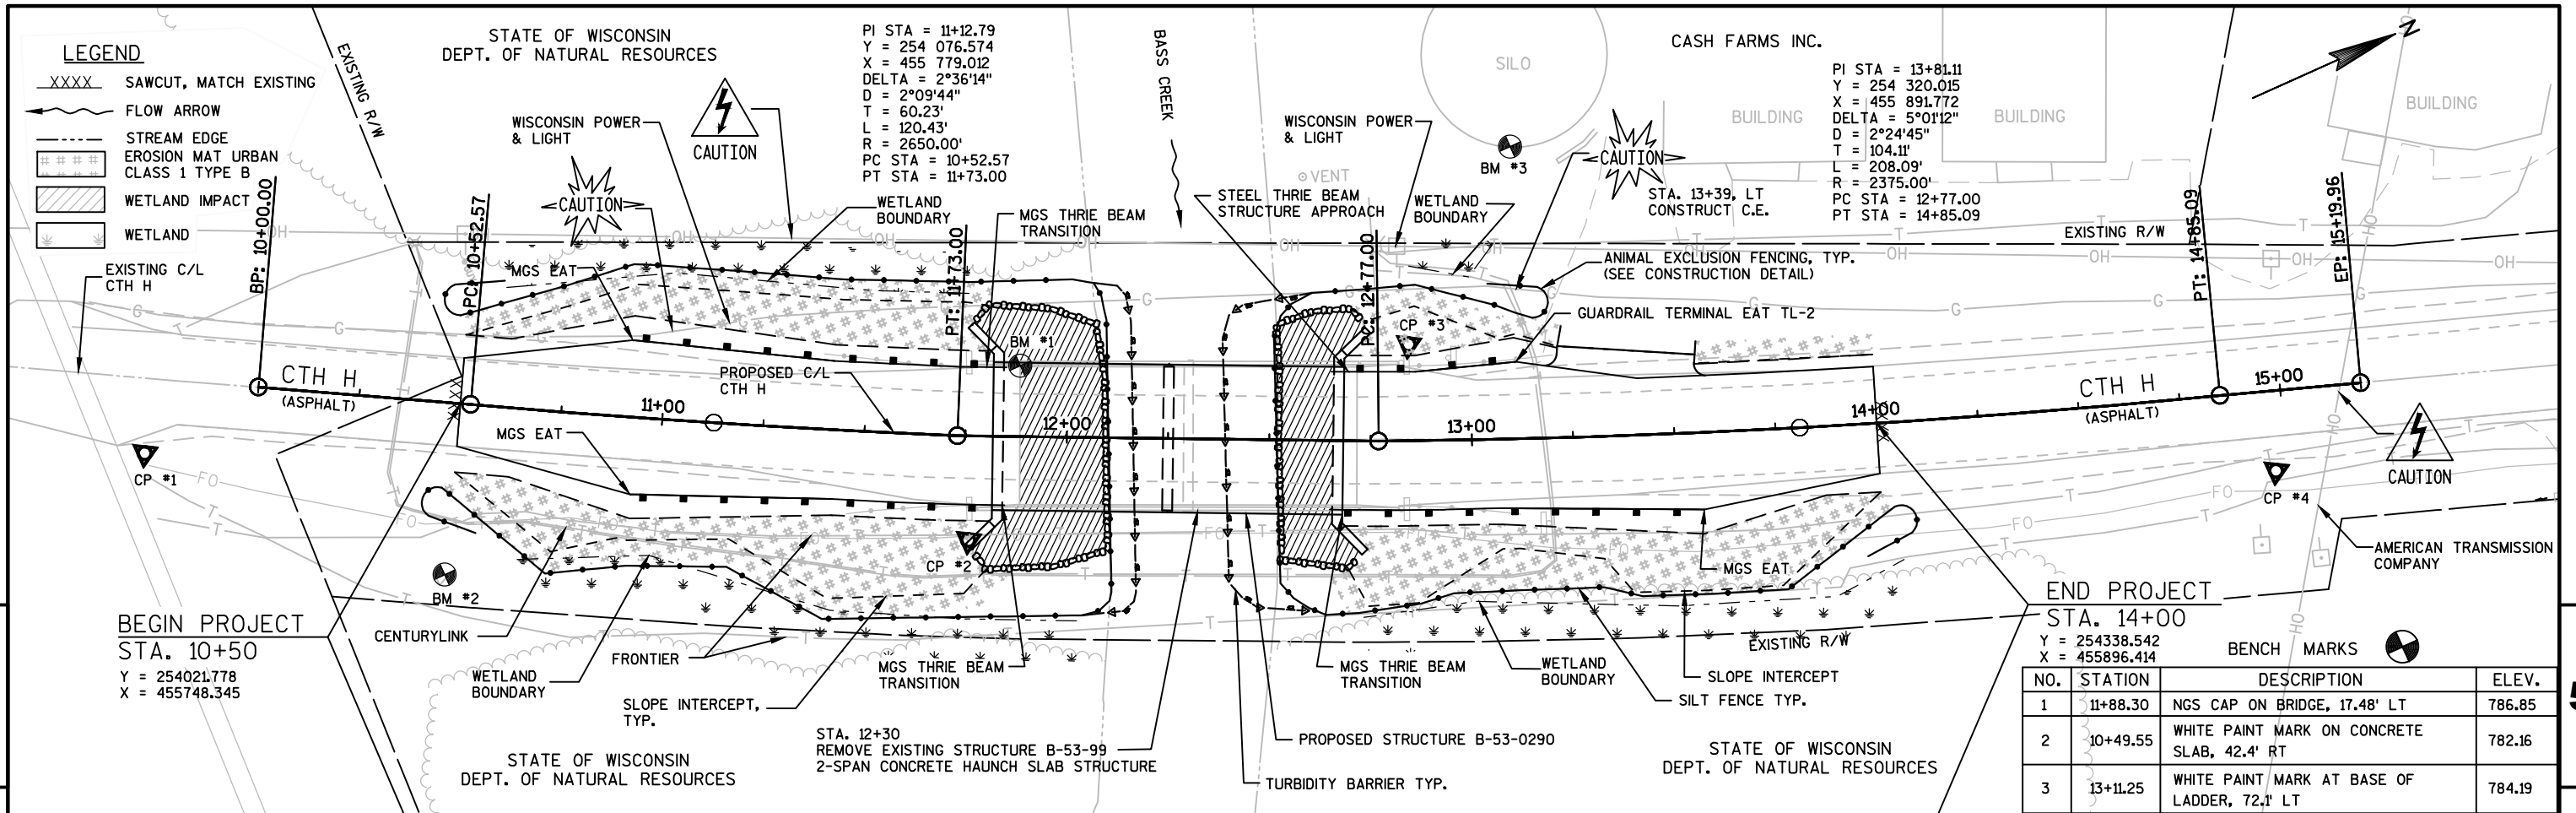 LEGEND
XXXX SAWCUT, MATCH EXISTING
FLOW ARROW
STREAM EDGE
EROSION MAT URBAN
CLASS 1 TYPE B
WETLAND IMPACT
WETLAND
EXISTING C/L
CTH H
BP: 10+00.00
EXISTING R/W
STATE OF WISCONSIN
DEPT. OF NATURAL RESOURCES
WISCONSIN POWER
& LIGHT
CAUTION
CAUTION
PI STA = 11+12.79
Y = 254 076.574
X = 455 779.012
DELTA = 2°36'14"
D = 2°09'44"
T = 60.23'
L = 120.43'
R = 2650.00'
PC STA = 10+52.57
PT STA = 11+73.00
WETLAND
BOUNDARY
MGS THRIE BEAM
TRANSITION
BASS CREEK
STEEL THRIE BEAM
STRUCTURE APPROACH
WISCONSIN POWER
& LIGHT
VENT
SILO
WETLAND
BOUNDARY
BM #3
CASH FARMS INC.
CAUTION
STA. 13+39, LT
CONSTRUCT C.E.
BUILDING
BUILDING
BUILDING
PI STA = 13+81.11
Y = 254 320.015
X = 455 891.772
DELTA = 5°01'12"
D = 2°24'45"
T = 104.11'
L = 208.09'
R = 2375.00'
PC STA = 12+77.00
PT STA = 14+85.09
N
EXISTING R/W
ANIMAL EXCLUSION FENCING, TYP.
(SEE CONSTRUCTION DETAIL)
GUARDRAIL TERMINAL EAT TL-2
PC: 10+52.57
PT: 11+73.00
PC: 12+77.00
PT: 14+85.09
EP: 15+19.96
MGS EAT
BM #1
CP #3
CTH H
(ASPHALT)
PROPOSED C/L
CTH H
11+00
12+00
13+00
14+00
15+00
CTH H
(ASPHALT)
MGS EAT
CP #1
CP #2
BM #2
CP #4
CAUTION
AMERICAN TRANSMISSION
COMPANY
MGS EAT
BEGIN PROJECT
STA. 10+50
Y = 254021.778
X = 455748.345
CENTURYLINK
WETLAND
BOUNDARY
FRONTIER
SLOPE INTERCEPT,
TYP.
MGS THRIE BEAM
TRANSITION
STATE OF WISCONSIN
DEPT. OF NATURAL RESOURCES
STA. 12+30
REMOVE EXISTING STRUCTURE B-53-99
2-SPAN CONCRETE HAUNCH SLAB STRUCTURE
PROPOSED STRUCTURE B-53-0290
TURBIDITY BARRIER TYP.
MGS THRIE BEAM
TRANSITION
WETLAND
BOUNDARY
SLOPE INTERCEPT
SILT FENCE TYP.
EXISTING R/W
STATE OF WISCONSIN
DEPT. OF NATURAL RESOURCES
END PROJECT
STA. 14+00
Y = 254338.542
X = 455896.414
BENCH MARKS
NO. STATION DESCRIPTION ELEV.
1 11+88.30 NGS CAP ON BRIDGE, 17.48' LT 786.85
2 10+49.55 WHITE PAINT MARK ON CONCRETE SLAB, 42.4' RT 782.16
3 13+11.25 WHITE PAINT MARK AT BASE OF LADDER, 72.1' LT 784.19